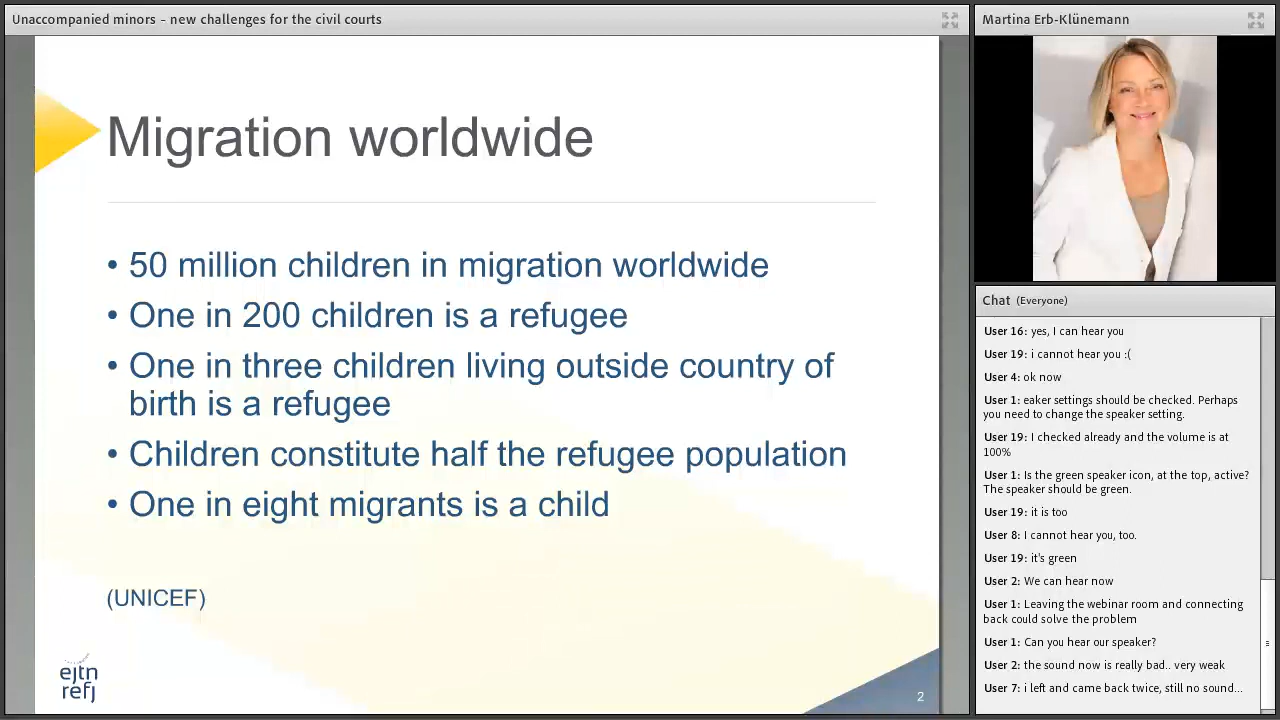 Unaccompanied minors – new challenges for the civil courts
Migration worldwide
• 50 million children in migration worldwide
• One in 200 children is a refugee
• One in three children living outside country of
birth is a refugee
• Children constitute half the refugee population
• One in eight migrants is a child
(UNICEF)
ejtn
refj
2
Martina Erb-Klünemann
Chat (Everyone)
User 16: yes, I can hear you
User 19: i cannot hear you :(
User 4: ok now
User 1: eaker settings should be checked. Perhaps
you need to change the speaker setting.
User 19: I checked already and the volume is at
100%
User 1: Is the green speaker icon, at the top, active?
The speaker should be green.
User 19: it is too
User 8: I cannot hear you, too.
User 19: it's green
User 2: We can hear now
User 1: Leaving the webinar room and connecting
back could solve the problem
User 1: Can you hear our speaker?
User 2: the sound now is really bad.. very weak
User 7: i left and came back twice, still no sound...